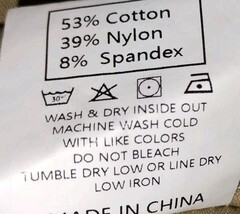 53% Cotton
39% Nylon
8% Spandex
30°
WASH & DRY INSIDE OUT
MACHINE WASH COLD
WITH LIKE COLORS
DO NOT BLEACH
TUMBLE DRY LOW OR LINE DRY
LOW IRON
MADE IN CHINA